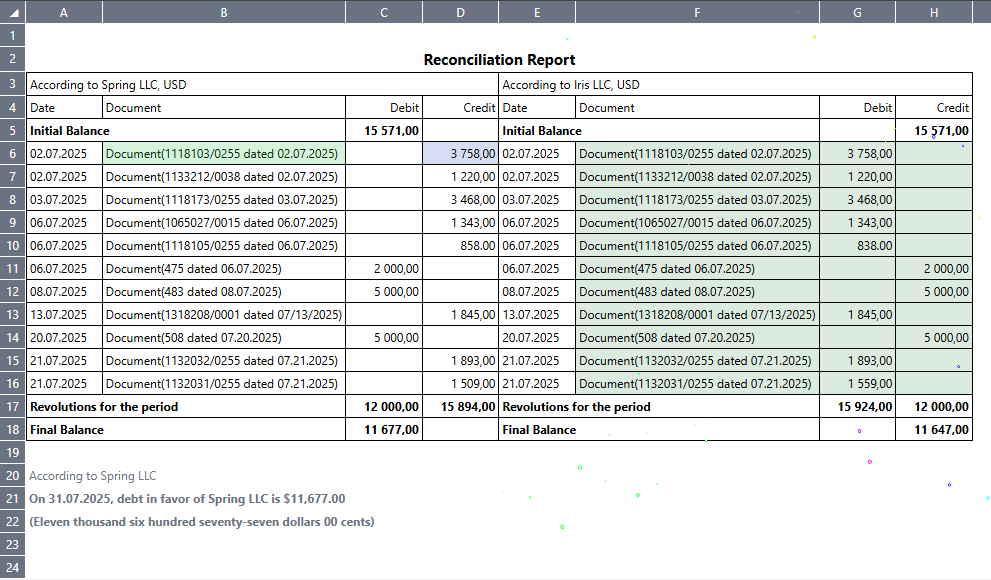 A B C D E F G H
1
2 Reconciliation Report
3 According to Spring LLC, USD According to Iris LLC, USD
4 Date Document Debit Credit Date Document Debit Credit
5 Initial Balance 15 571,00 Initial Balance 15 571,00
6 02.07.2025 Document(1118103/0255 dated 02.07.2025) 3 758,00 02.07.2025 Document(1118103/0255 dated 02.07.2025) 3 758,00
7 02.07.2025 Document(1133212/0038 dated 02.07.2025) 1 220,00 02.07.2025 Document(1133212/0038 dated 02.07.2025) 1 220,00
8 03.07.2025 Document(1118173/0255 dated 03.07.2025) 3 468,00 03.07.2025 Document(1118173/0255 dated 03.07.2025) 3 468,00
9 06.07.2025 Document(1065027/0015 dated 06.07.2025) 1 343,00 06.07.2025 Document(1065027/0015 dated 06.07.2025) 1 343,00
10 06.07.2025 Document(1118105/0255 dated 06.07.2025) 858.00 06.07.2025 Document(1118105/0255 dated 06.07.2025) 838.00
11 06.07.2025 Document(475 dated 06.07.2025) 2 000,00 06.07.2025 Document(475 dated 06.07.2025) 2 000,00
12 08.07.2025 Document(483 dated 08.07.2025) 5 000,00 08.07.2025 Document(483 dated 08.07.2025) 5 000,00
13 13.07.2025 Document(1318208/0001 dated 07/13/2025) 1 845,00 13.07.2025 Document(1318208/0001 dated 07/13/2025) 1 845,00
14 20.07.2025 Document(508 dated 07.20.2025) 5 000,00 20.07.2025 Document(508 dated 07.20.2025) 5 000,00
15 21.07.2025 Document(1132032/0255 dated 07.21.2025) 1 893,00 21.07.2025 Document(1132032/0255 dated 07.21.2025) 1 893,00
16 21.07.2025 Document(1132031/0255 dated 07.21.2025) 1 509,00 21.07.2025 Document(1132031/0255 dated 07.21.2025) 1 559,00
17 Revolutions for the period 12 000,00 15 894,00 Revolutions for the period 15 924,00 12 000,00
18 Final Balance 11 677,00 Final Balance 11 647,00
19
20 According to Spring LLC
21 On 31.07.2025, debt in favor of Spring LLC is $11,677.00
22 (Eleven thousand six hundred seventy-seven dollars 00 cents)
23
24